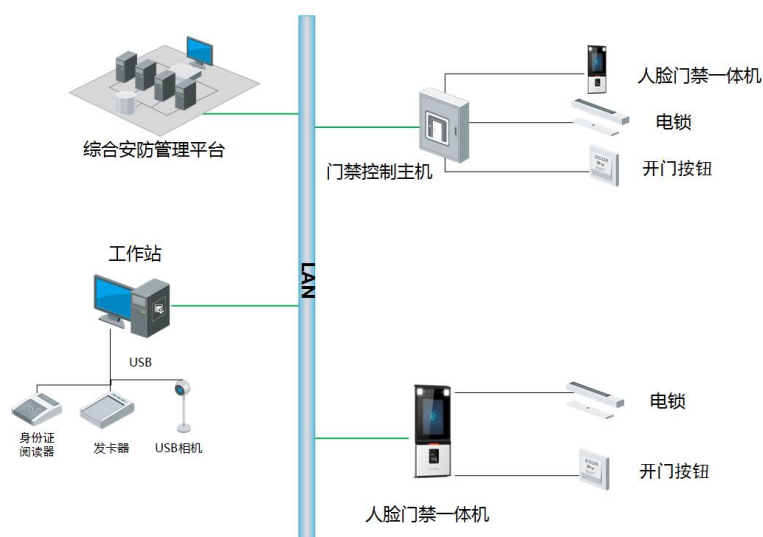 综合安防管理平台
门禁控制主机
人脸门禁一体机
电锁
开门按钮
工作站
LAN
USB
身份证
阅读器
发卡器
USB相机
人脸门禁一体机
电锁
开门按钮